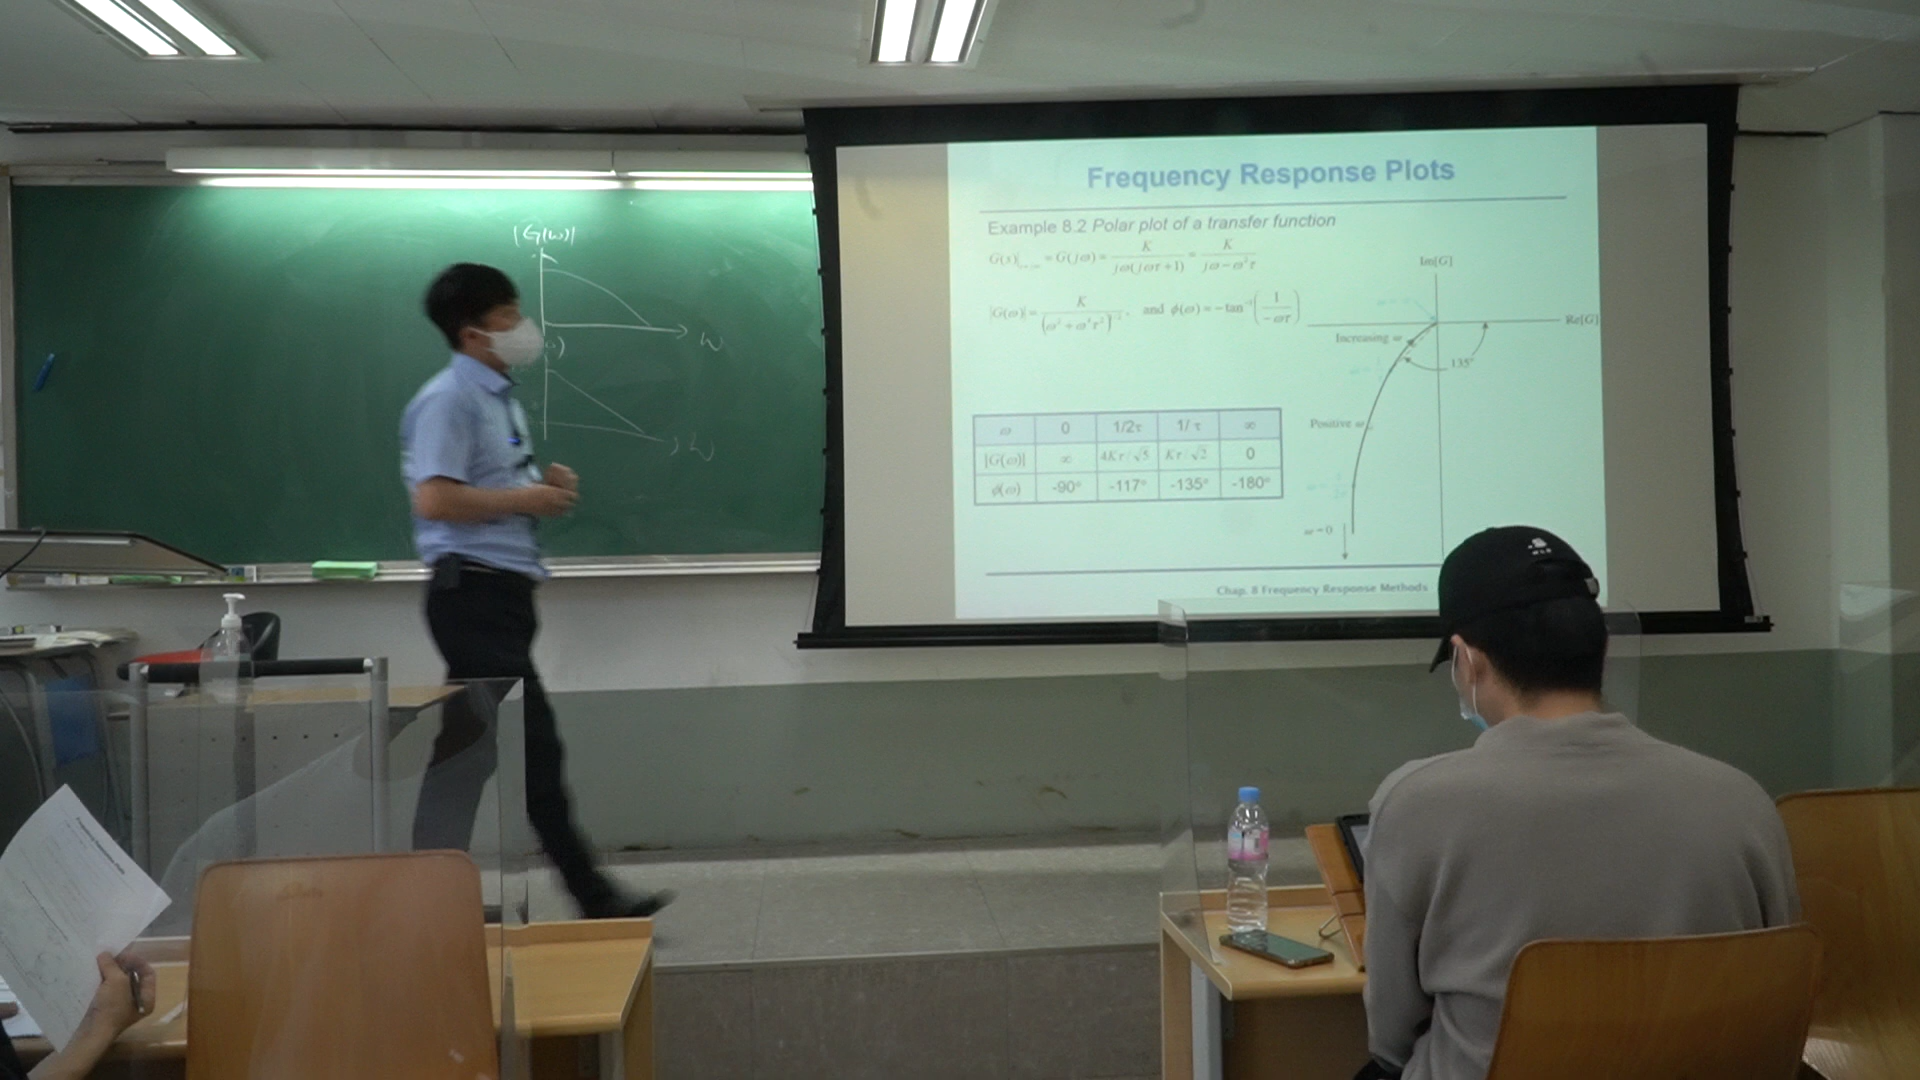 |G(ω)|
ω
ω
Frequency Response Plots
Example 8.2 Polar plot of a transfer function
G(s)| = G(jω) = K / jω(jωτ+1) = K / jω − ω²τ
|G(ω)| = K / (ω² + ω⁴τ²)^1/2, and ϕ(ω) = −tan⁻¹(1 / −ωτ)
ω 0 1/2τ 1/τ ∞
|G(ω)| ∞ 4Kτ/√5 Kτ/√2 0
ϕ(ω) -90° -117° -135° -180°
Im[G]
Re[G]
Increasing ω
135°
Positive ω
ω = 0
Chap. 8 Frequency Response Methods